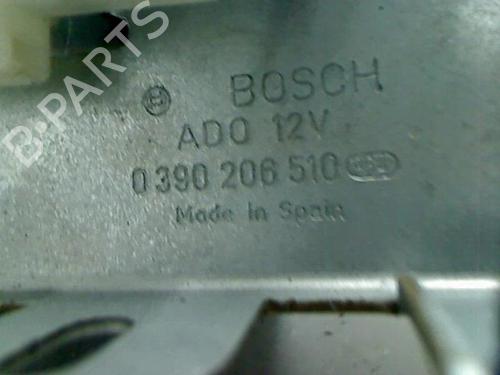 B-PARTS
BOSCH
ADO 12V
0 390 206 510
Made in Spain